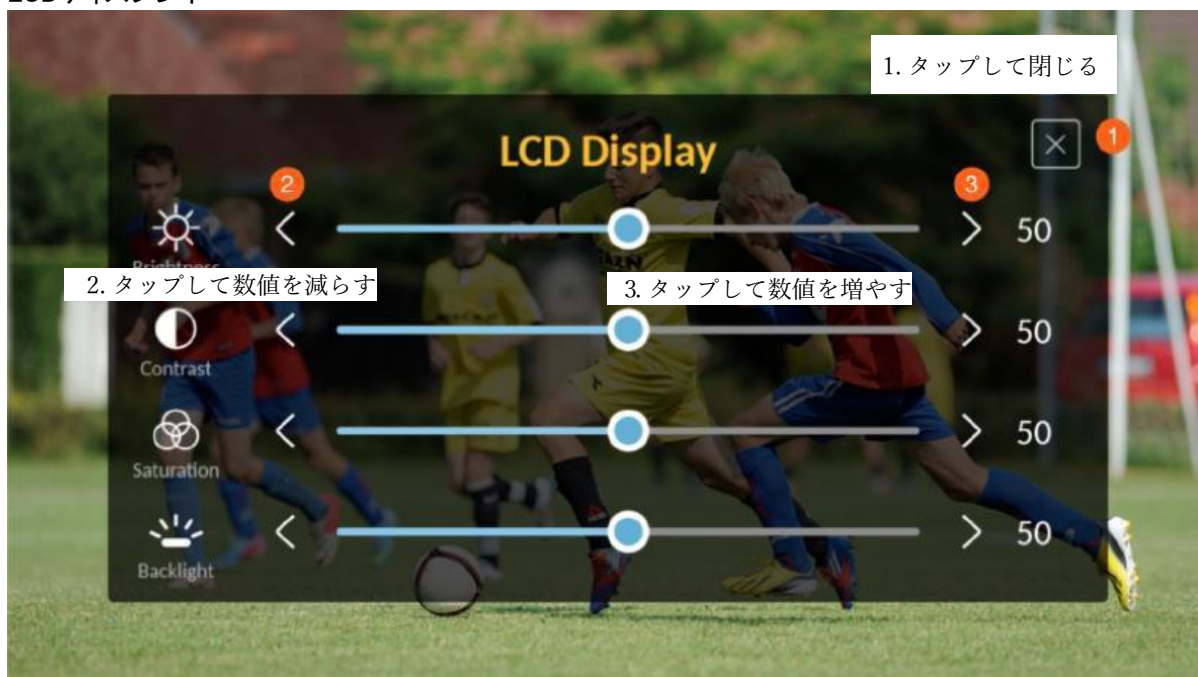 1. タップして閉じる
LCD Display
1
2
3
50
2. タップして数値を減らす
3. タップして数値を増やす
50
Contrast
50
Saturation
50
Backlight